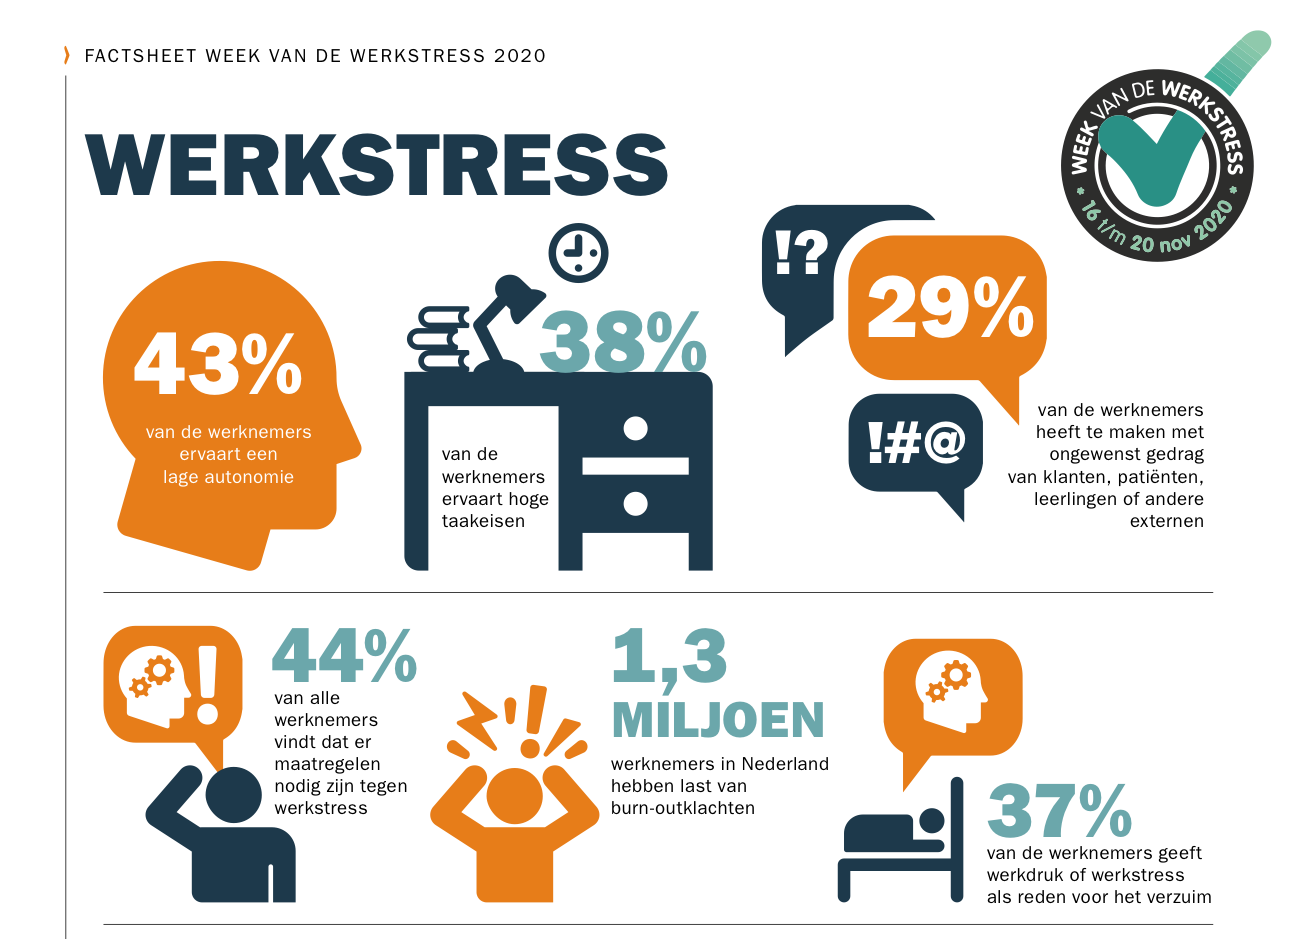 FACTSHEET WEEK VAN DE WERKSTRESS 2020
WEEK VAN DE WERKSTRESS
* 16 t/m 20 nov 2020 *
WERKSTRESS
43%
van de werknemers
ervaart een
lage autonomie
38%
van de
werknemers
ervaart hoge
taakeisen
!?
29%
!#@
van de werknemers
heeft te maken met
ongewenst gedrag
van klanten, patiënten,
leerlingen of andere
externen
!
44%
van alle
werknemers
vindt dat er
maatregelen
nodig zijn tegen
werkstress
1,3
MILJOEN
werknemers in Nederland
hebben last van
burn-outklachten
37%
van de werknemers geeft
werkdruk of werkstress
als reden voor het verzuim